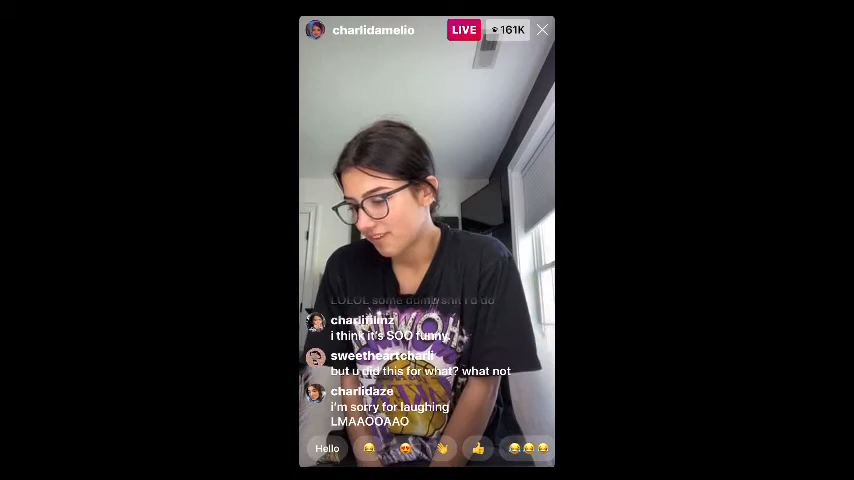 charlidamelio
LIVE
161K
LOLOL some dumb shit i'd do
charlifilmz
i think it's SOO funny
sweetheartcharli
but u did this for what? what not
charlidaze
i'm sorry for laughing
LMAAOOAAO
Hello